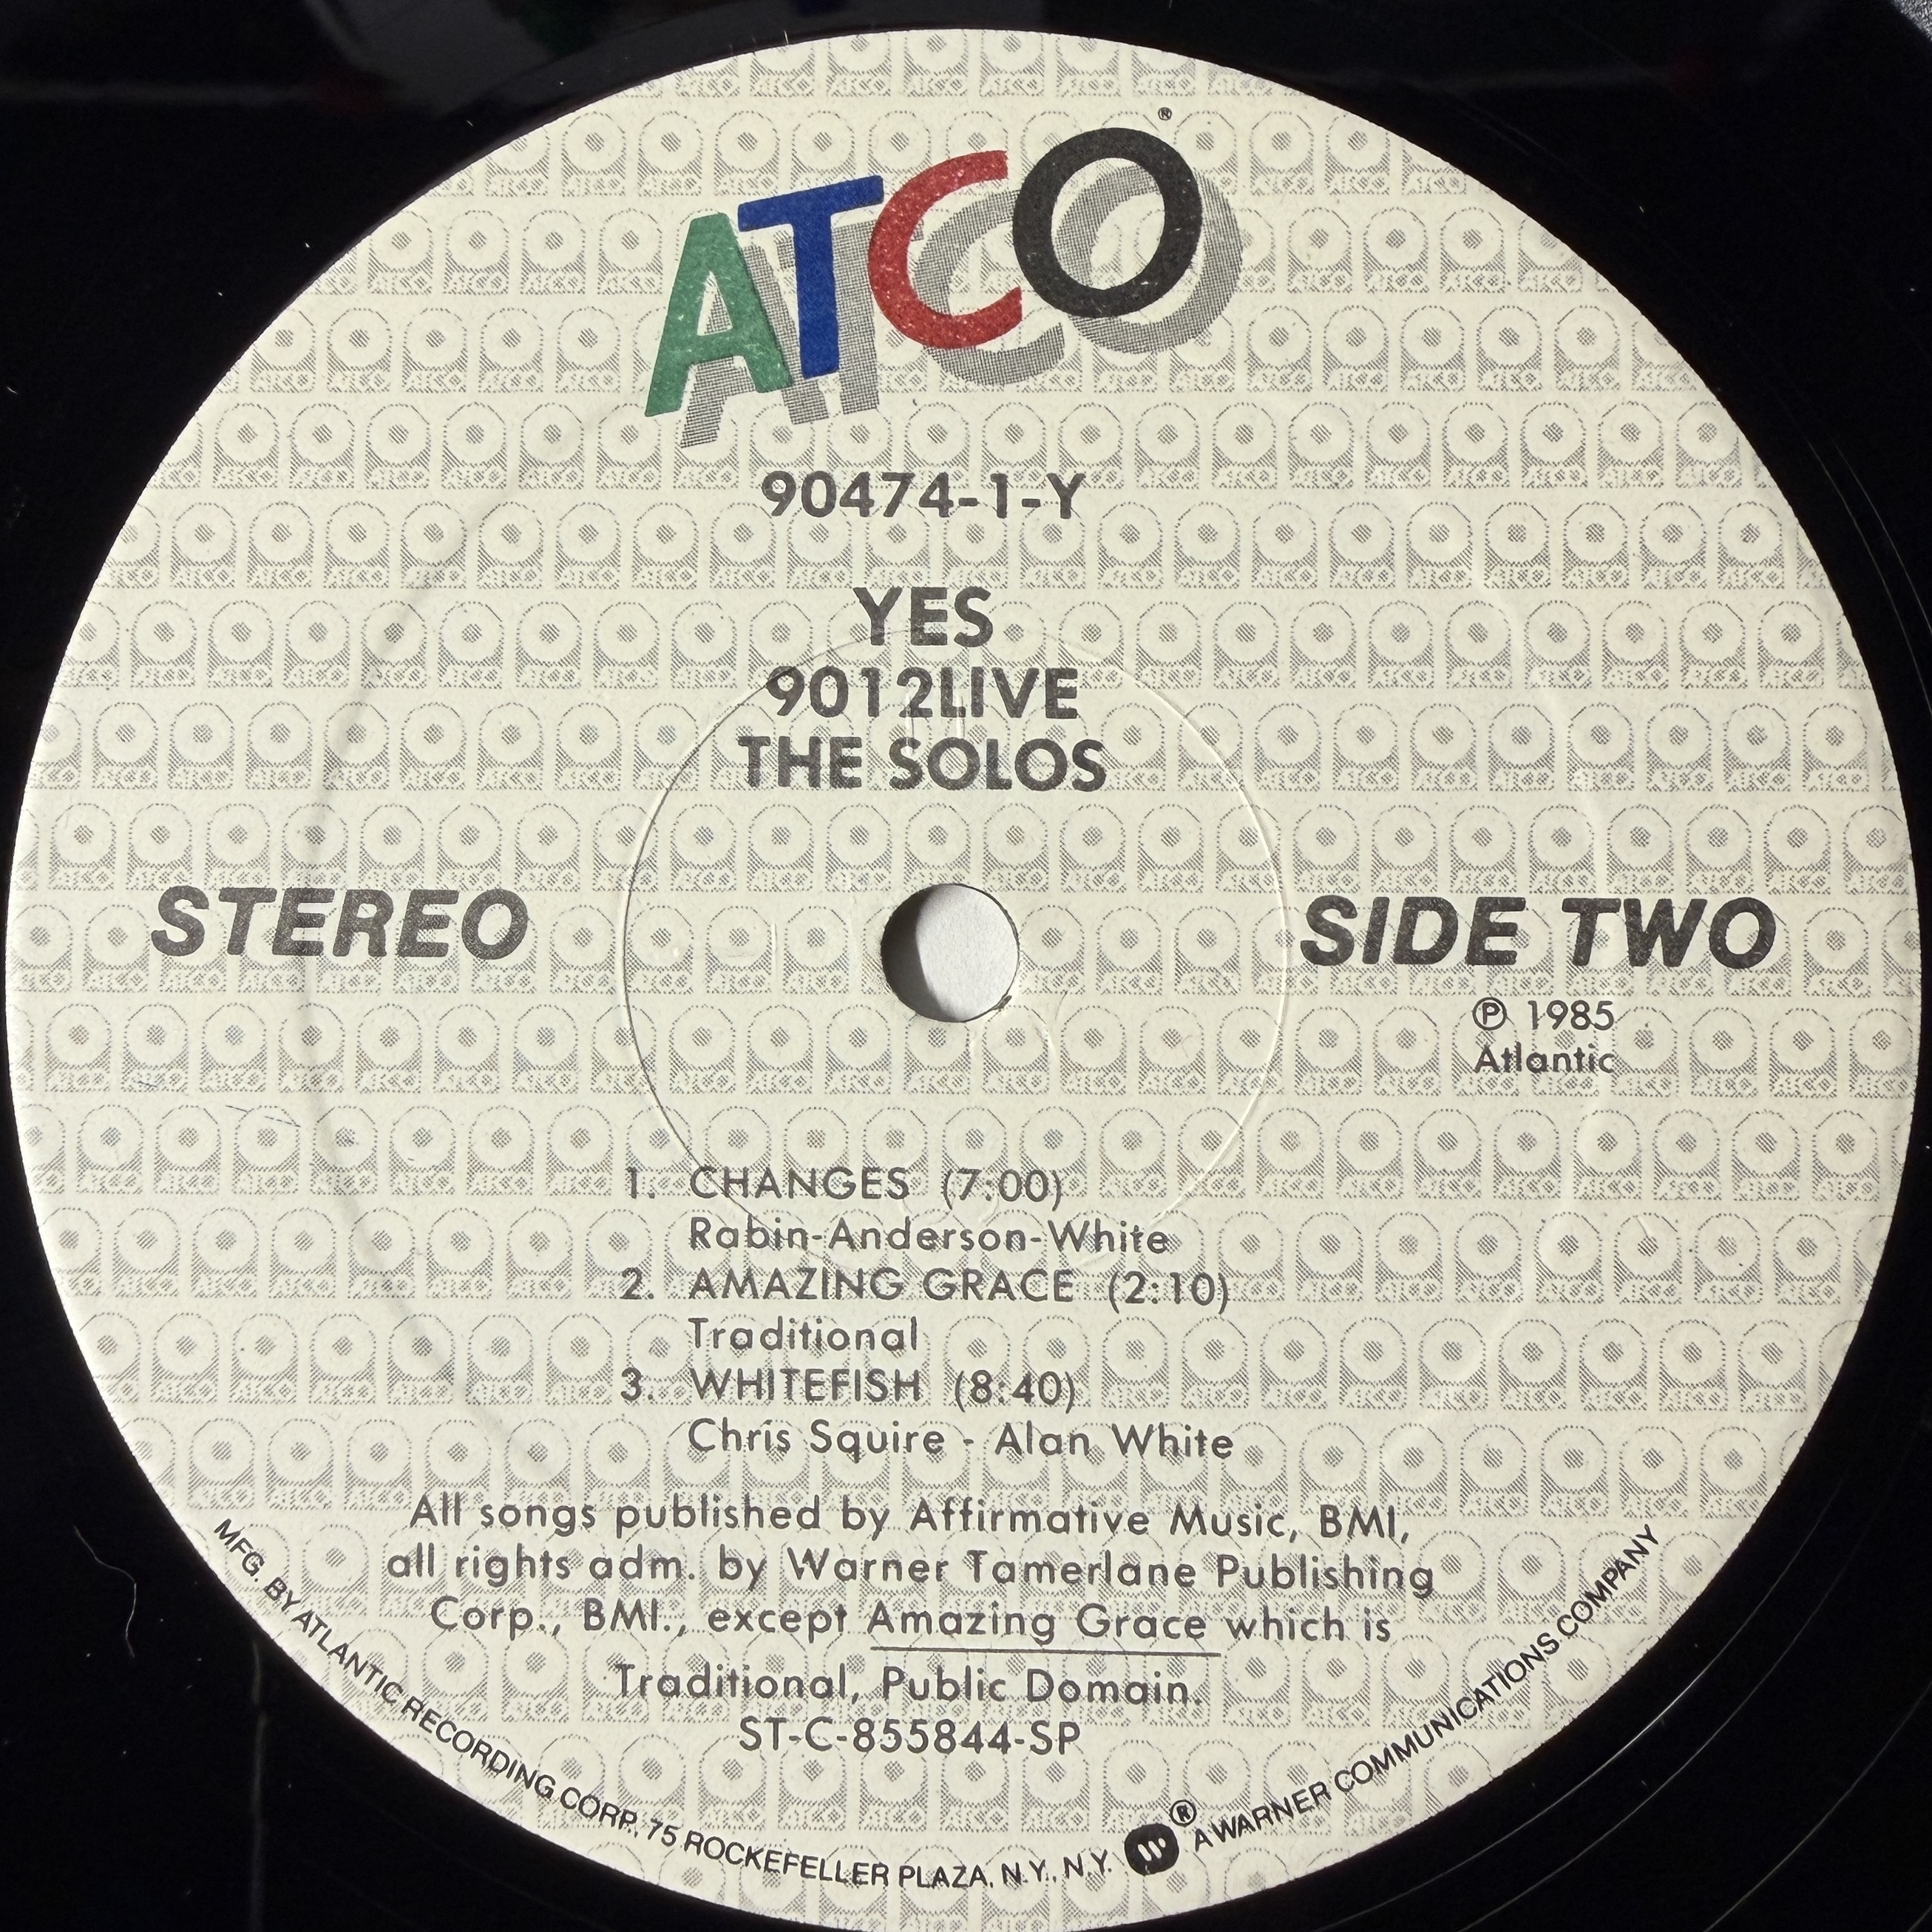 ATCO®
90474-1-Y
YES
9012LIVE
THE SOLOS
STEREO
SIDE TWO
℗ 1985
Atlantic
1. CHANGES (7:00)
Rabin-Anderson-White
2. AMAZING GRACE (2:10)
Traditional
3. WHITEFISH (8:40)
Chris Squire - Alan White
All songs published by Affirmative Music, BMI,
all rights adm. by Warner Tamerlane Publishing
Corp., BMI., except Amazing Grace which is
Traditional, Public Domain.
ST-C-855844-SP
MFG. BY ATLANTIC RECORDING CORP., 75 ROCKEFELLER PLAZA, N.Y., N.Y. ® A WARNER COMMUNICATIONS COMPANY